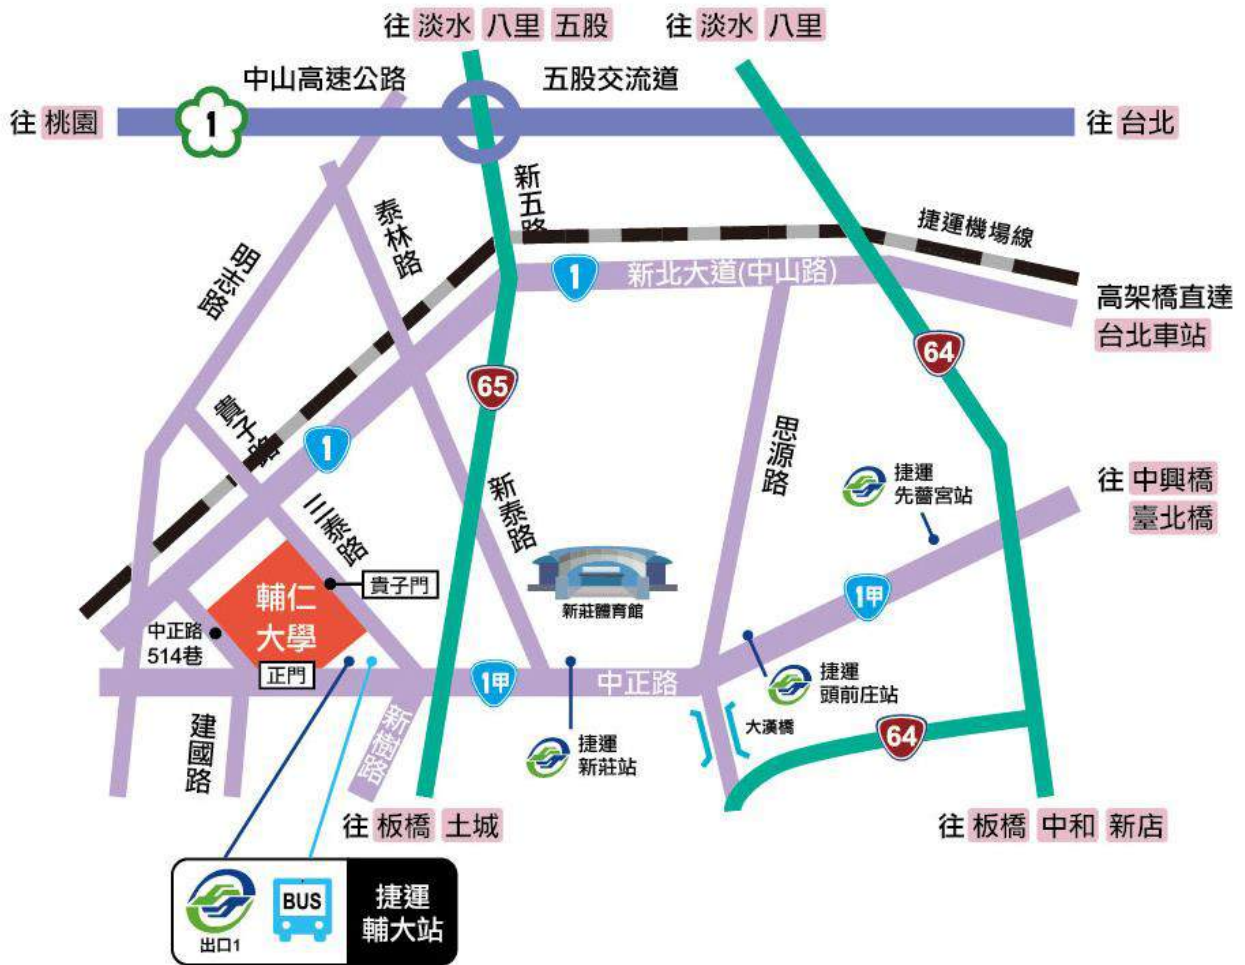 往 淡水 八里 五股
往 淡水 八里
中山高速公路
五股交流道
往 桃園
1
往 台北
新五路
泰林路
捷運機場線
明志路
1
新北大道(中山路)
高架橋直達
台北車站
64
65
貴子路
1
思源路
捷運
先嗇宮站
往 中興橋
臺北橋
新泰路
三泰路
貴子門
新莊體育館
1甲
輔仁
大學
中正路
514巷
正門
1甲
中正路
捷運
頭前庄站
建國路
新樹路
捷運
新莊站
大漢橋
64
往 板橋 土城
往 板橋 中和 新店
BUS
出口1
捷運
輔大站